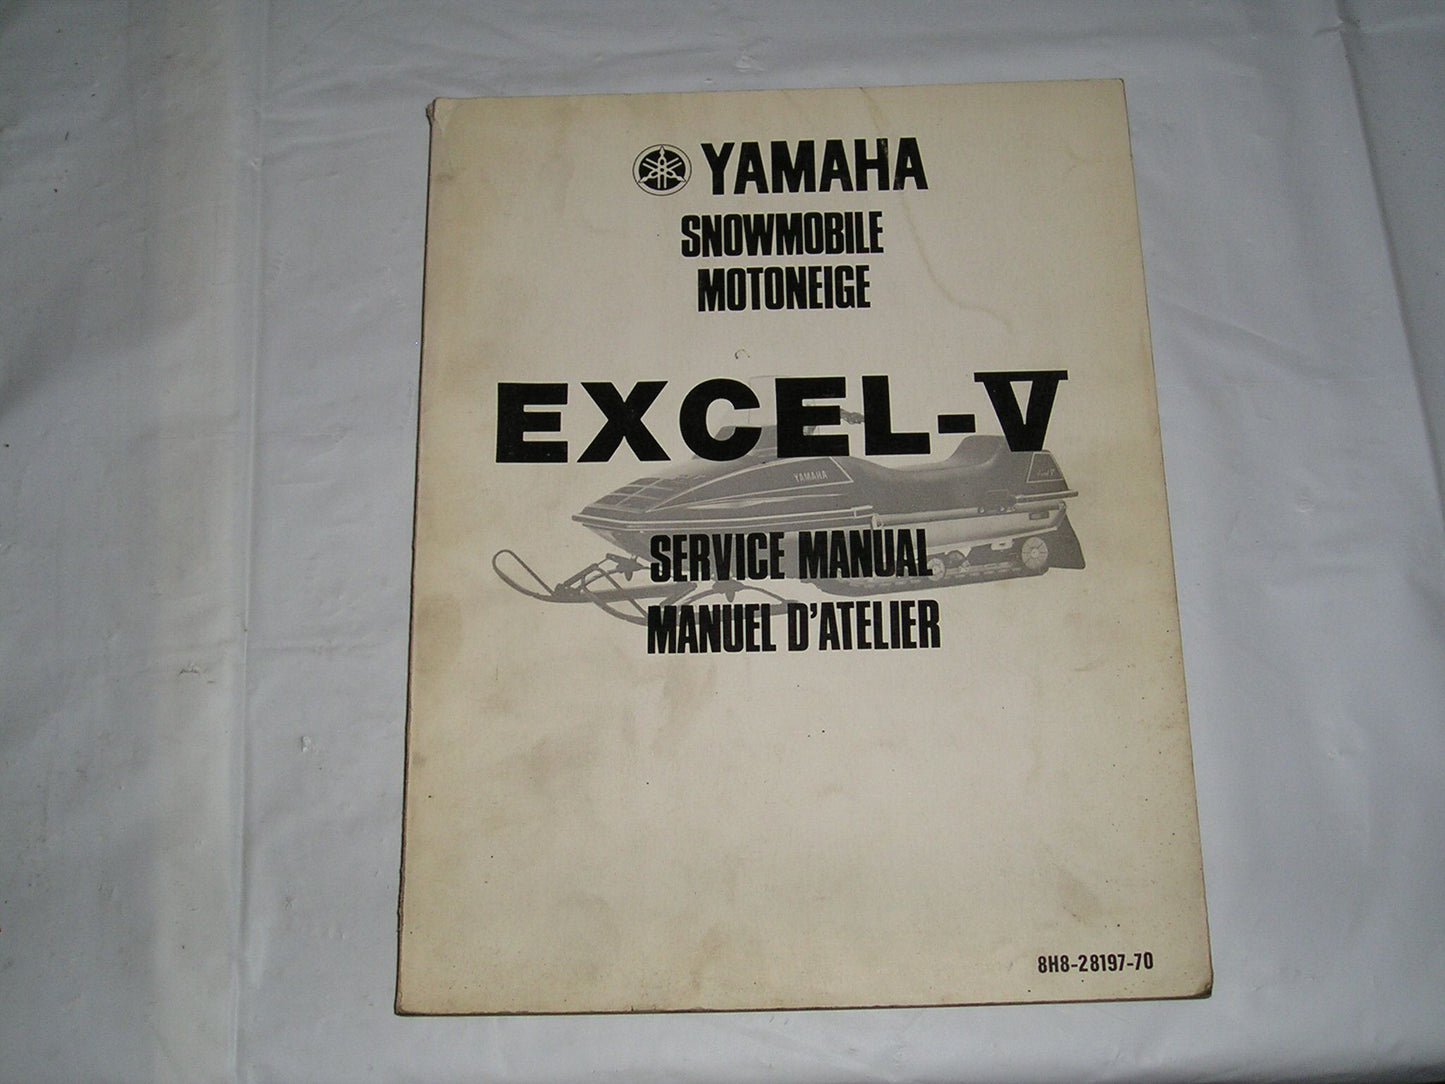 YAMAHA
SNOWMOBILE
MOTONEIGE
EXCEL-V
YAMAHA
SERVICE MANUAL
MANUEL D'ATELIER
8H8-28197-70